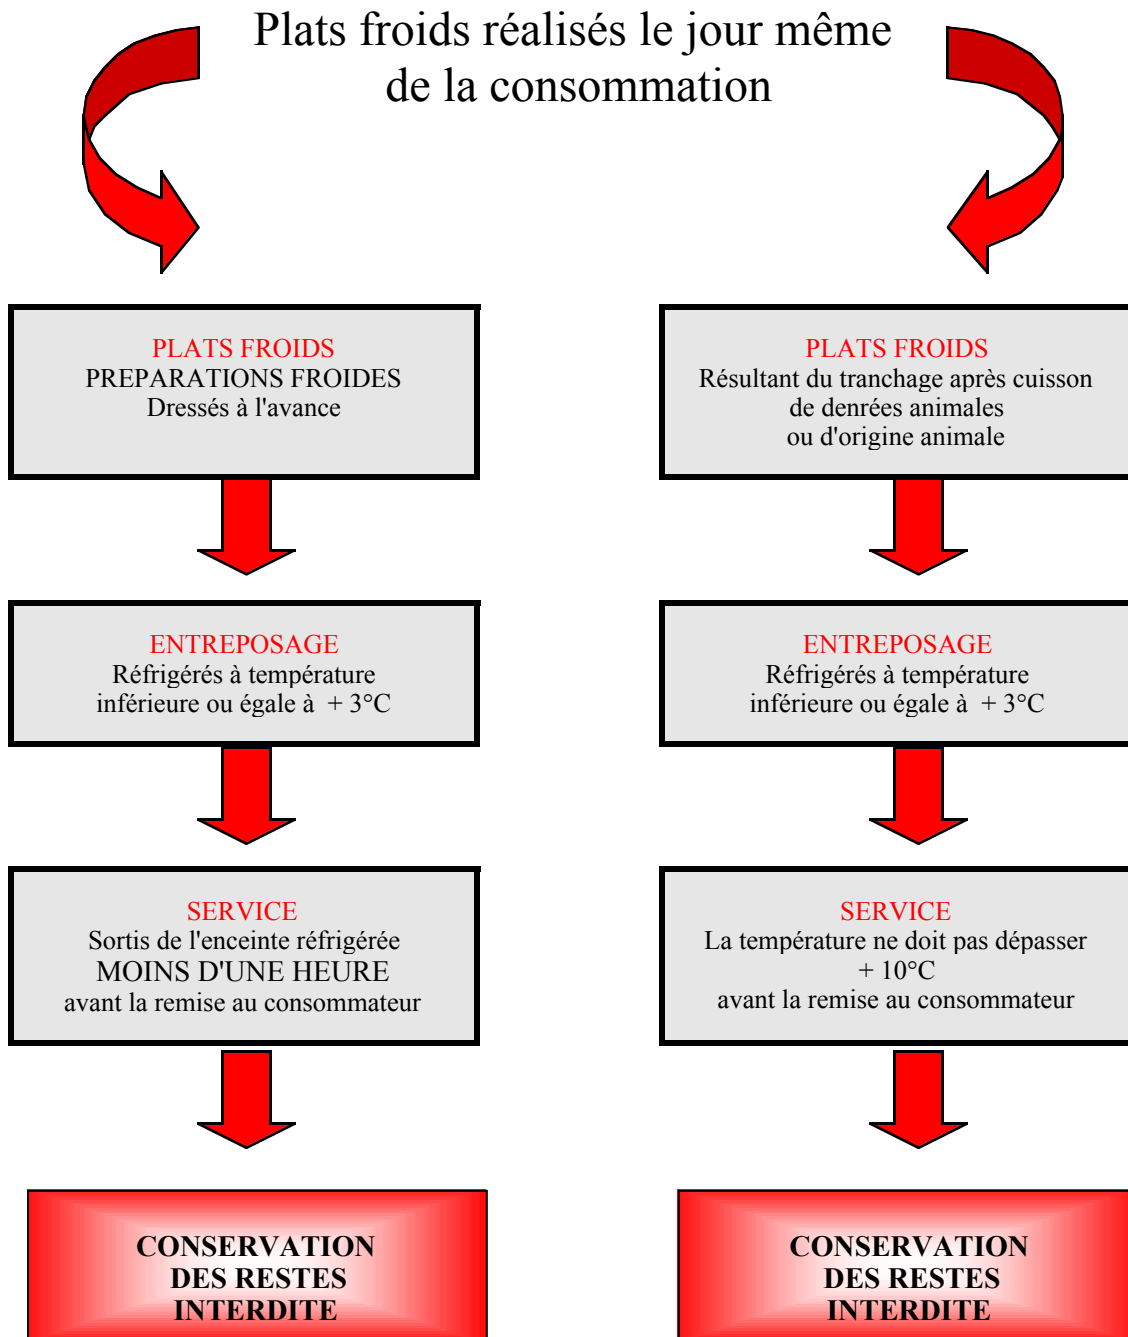 Plats froids réalisés le jour même
de la consommation
PLATS FROIDS
PREPARATIONS FROIDES
Dressés à l'avance
ENTREPOSAGE
Réfrigérés à température
inférieure ou égale à + 3°C
SERVICE
Sortis de l'enceinte réfrigérée
MOINS D'UNE HEURE
avant la remise au consommateur
CONSERVATION
DES RESTES
INTERDITE
PLATS FROIDS
Résultant du tranchage après cuisson
de denrées animales
ou d'origine animale
ENTREPOSAGE
Réfrigérés à température
inférieure ou égale à + 3°C
SERVICE
La température ne doit pas dépasser
+ 10°C
avant la remise au consommateur
CONSERVATION
DES RESTES
INTERDITE